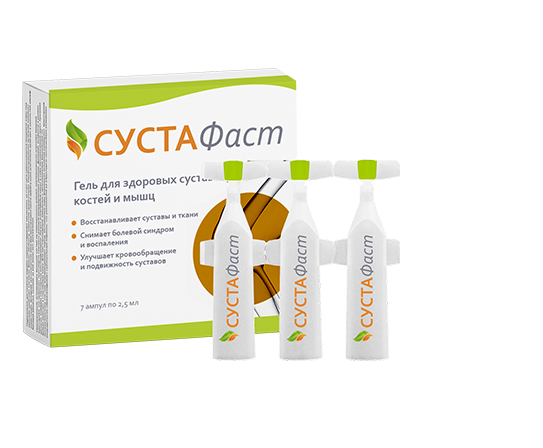 СУСТАФаст
Гель для здоровых
костей и мышц
Восстанавливает суставы и ткани
Снимает болевой синдром
и воспаления
Улучшает кровообращение
и подвижность суставов
7 ампул по 2,5 мл
СУСТАФаст
СУСТАФаст
СУСТАФаст